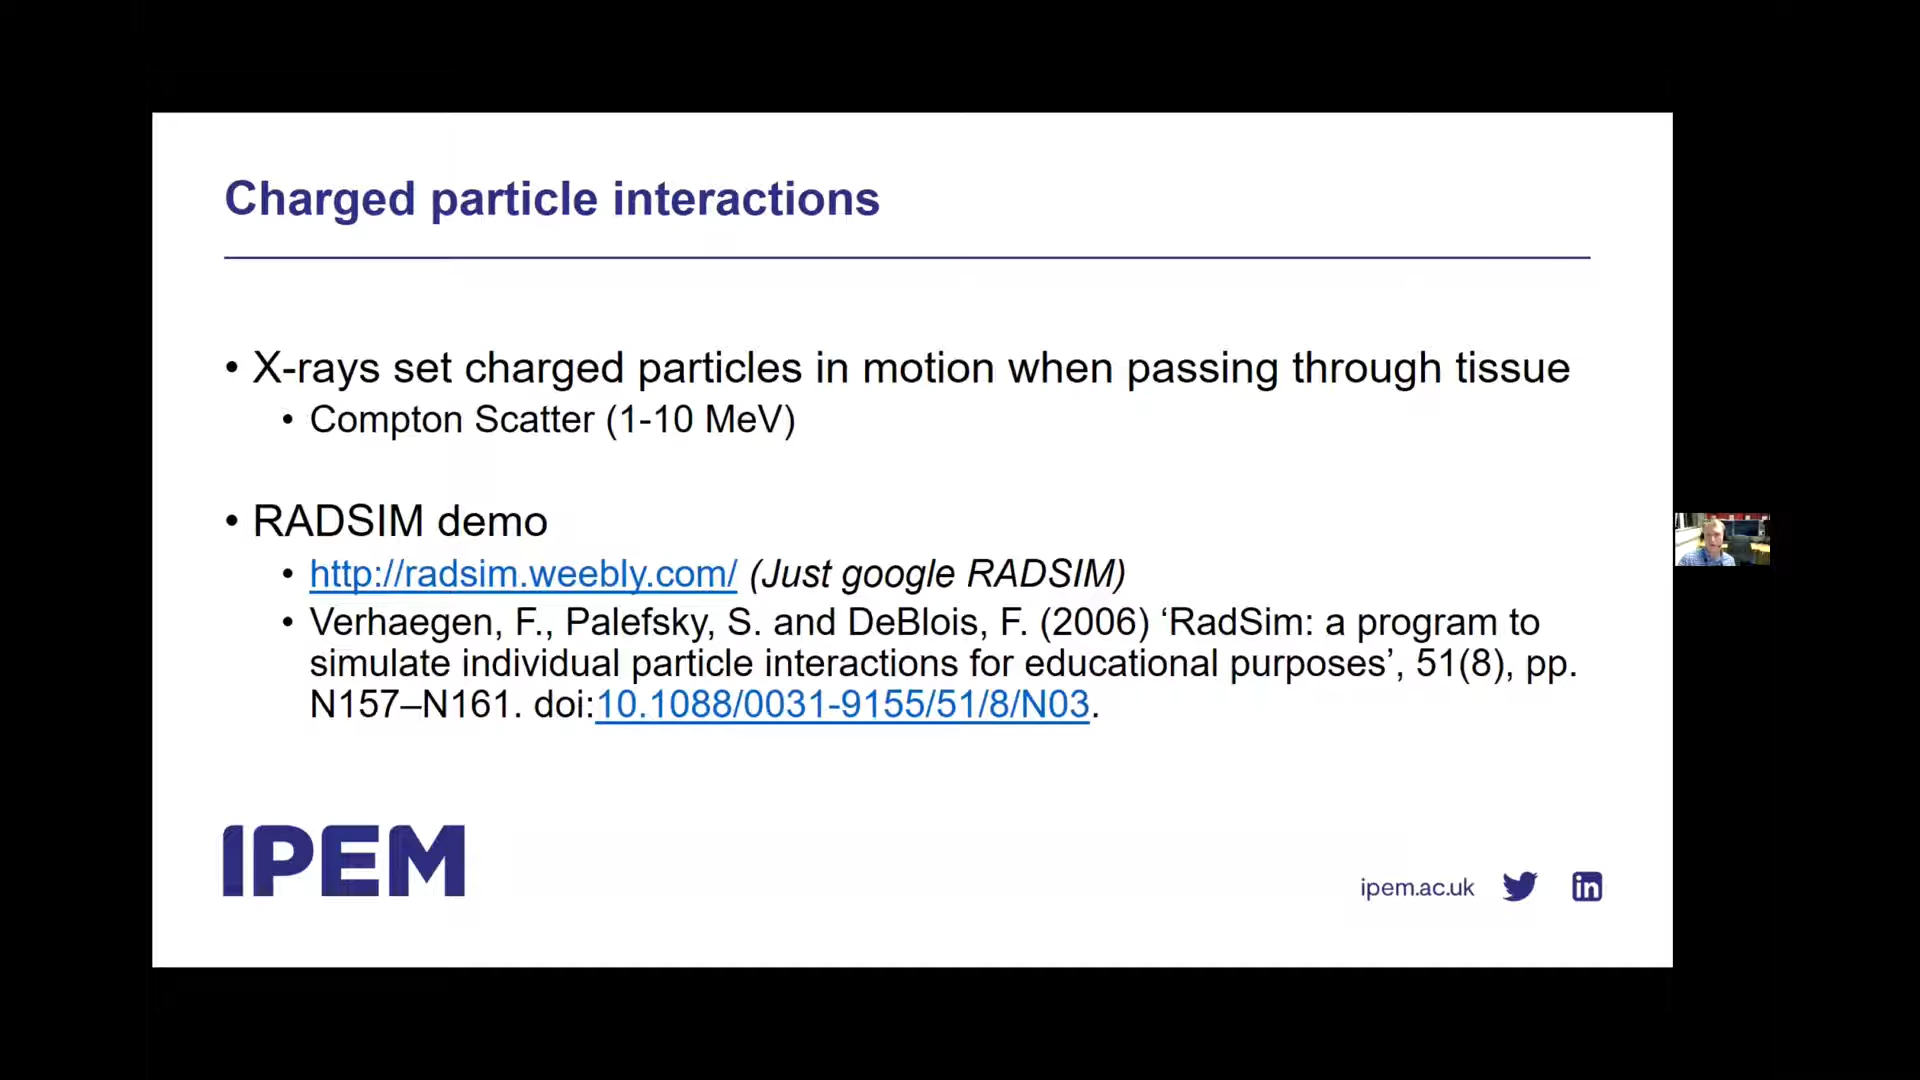 Charged particle interactions
• X-rays set charged particles in motion when passing through tissue
• Compton Scatter (1-10 MeV)
• RADSIM demo
• http://radsim.weebly.com/ (Just google RADSIM)
• Verhaegen, F., Palefsky, S. and DeBlois, F. (2006) ‘RadSim: a program to
simulate individual particle interactions for educational purposes’, 51(8), pp.
N157–N161. doi:10.1088/0031-9155/51/8/N03.
IPEM
ipem.ac.uk
in